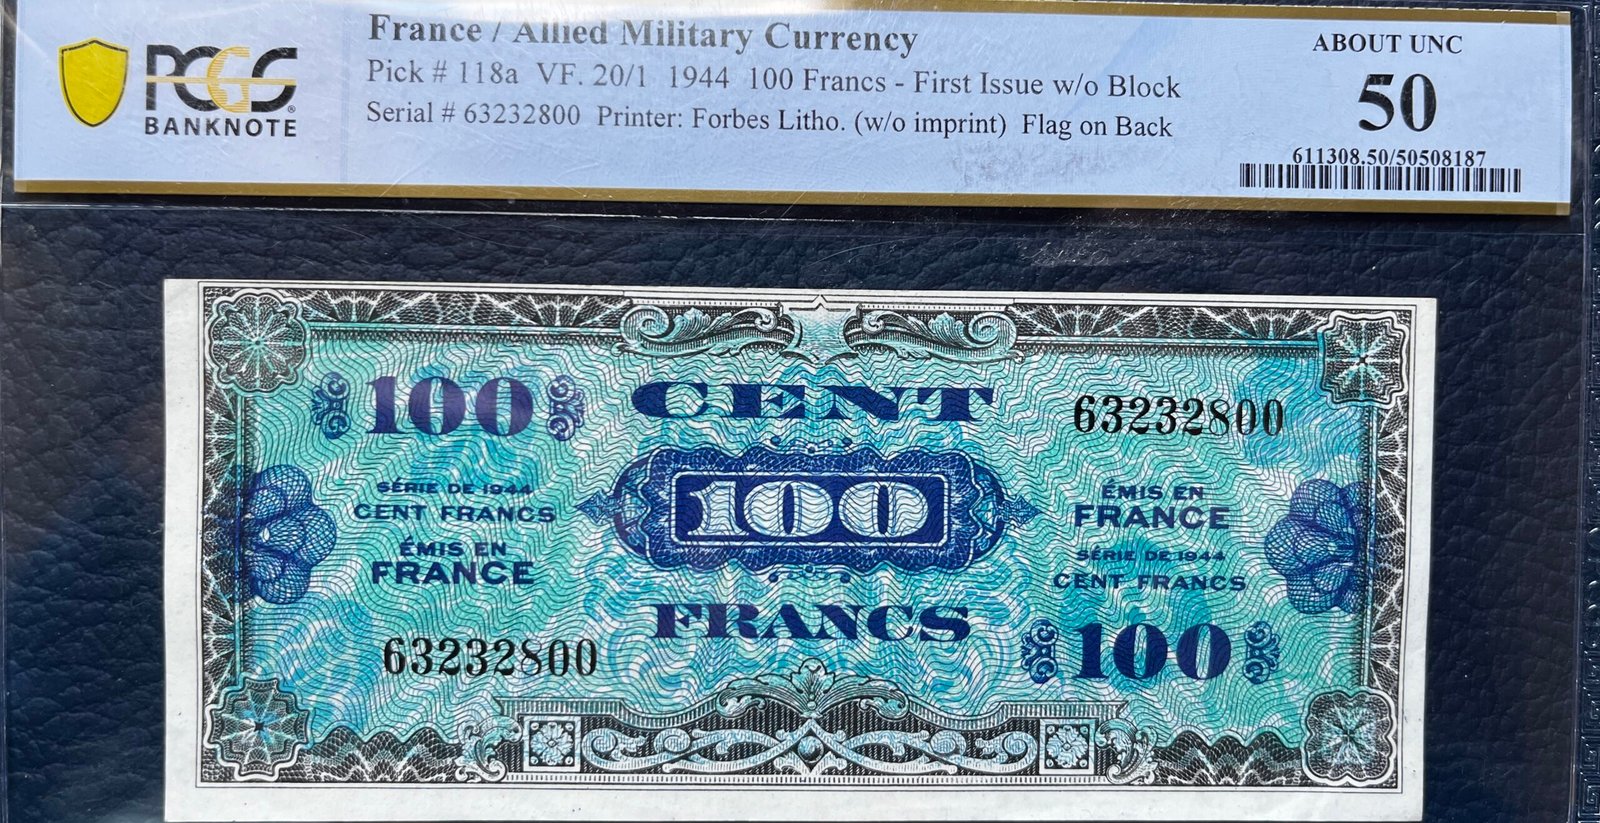 PCGS
BANKNOTE
France / Allied Military Currency
Pick # 118a VF. 20/1 1944 100 Francs - First Issue w/o Block
Serial # 63232800 Printer: Forbes Litho. (w/o imprint) Flag on Back
ABOUT UNC
50
611308.50/50508187
100
CENT
63232800
SÉRIE DE 1944
CENT FRANCS
ÉMIS EN
FRANCE
100
ÉMIS EN
FRANCE
SÉRIE DE 1944
CENT FRANCS
63232800
FRANCS
100